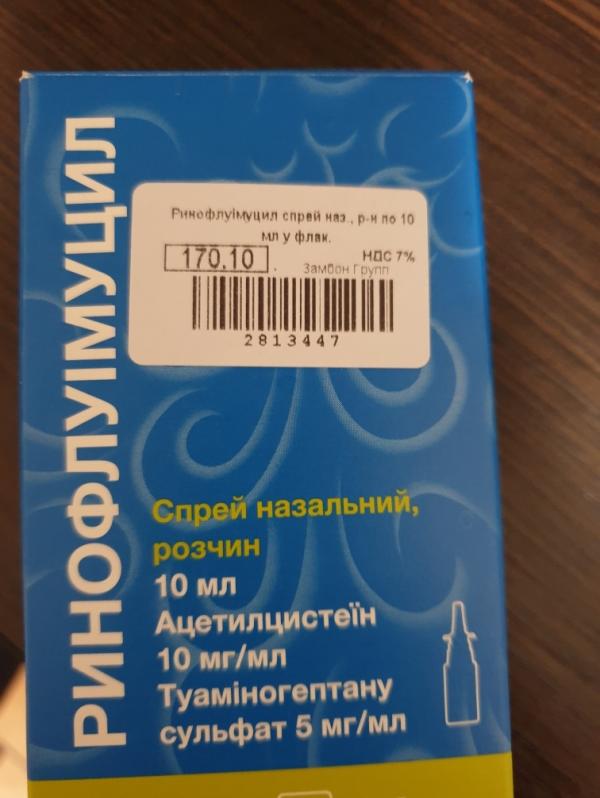 РИНОФЛУІМУЦИЛ
Ринофлуімуцил спрей наз., р-н по 10
мл у флак.
170.10 . НДС 7%
Замбон Групп
2813447
Спрей назальний,
розчин
10 мл
Ацетилцистеїн
10 мг/мл
Туаміногептану
сульфат 5 мг/мл